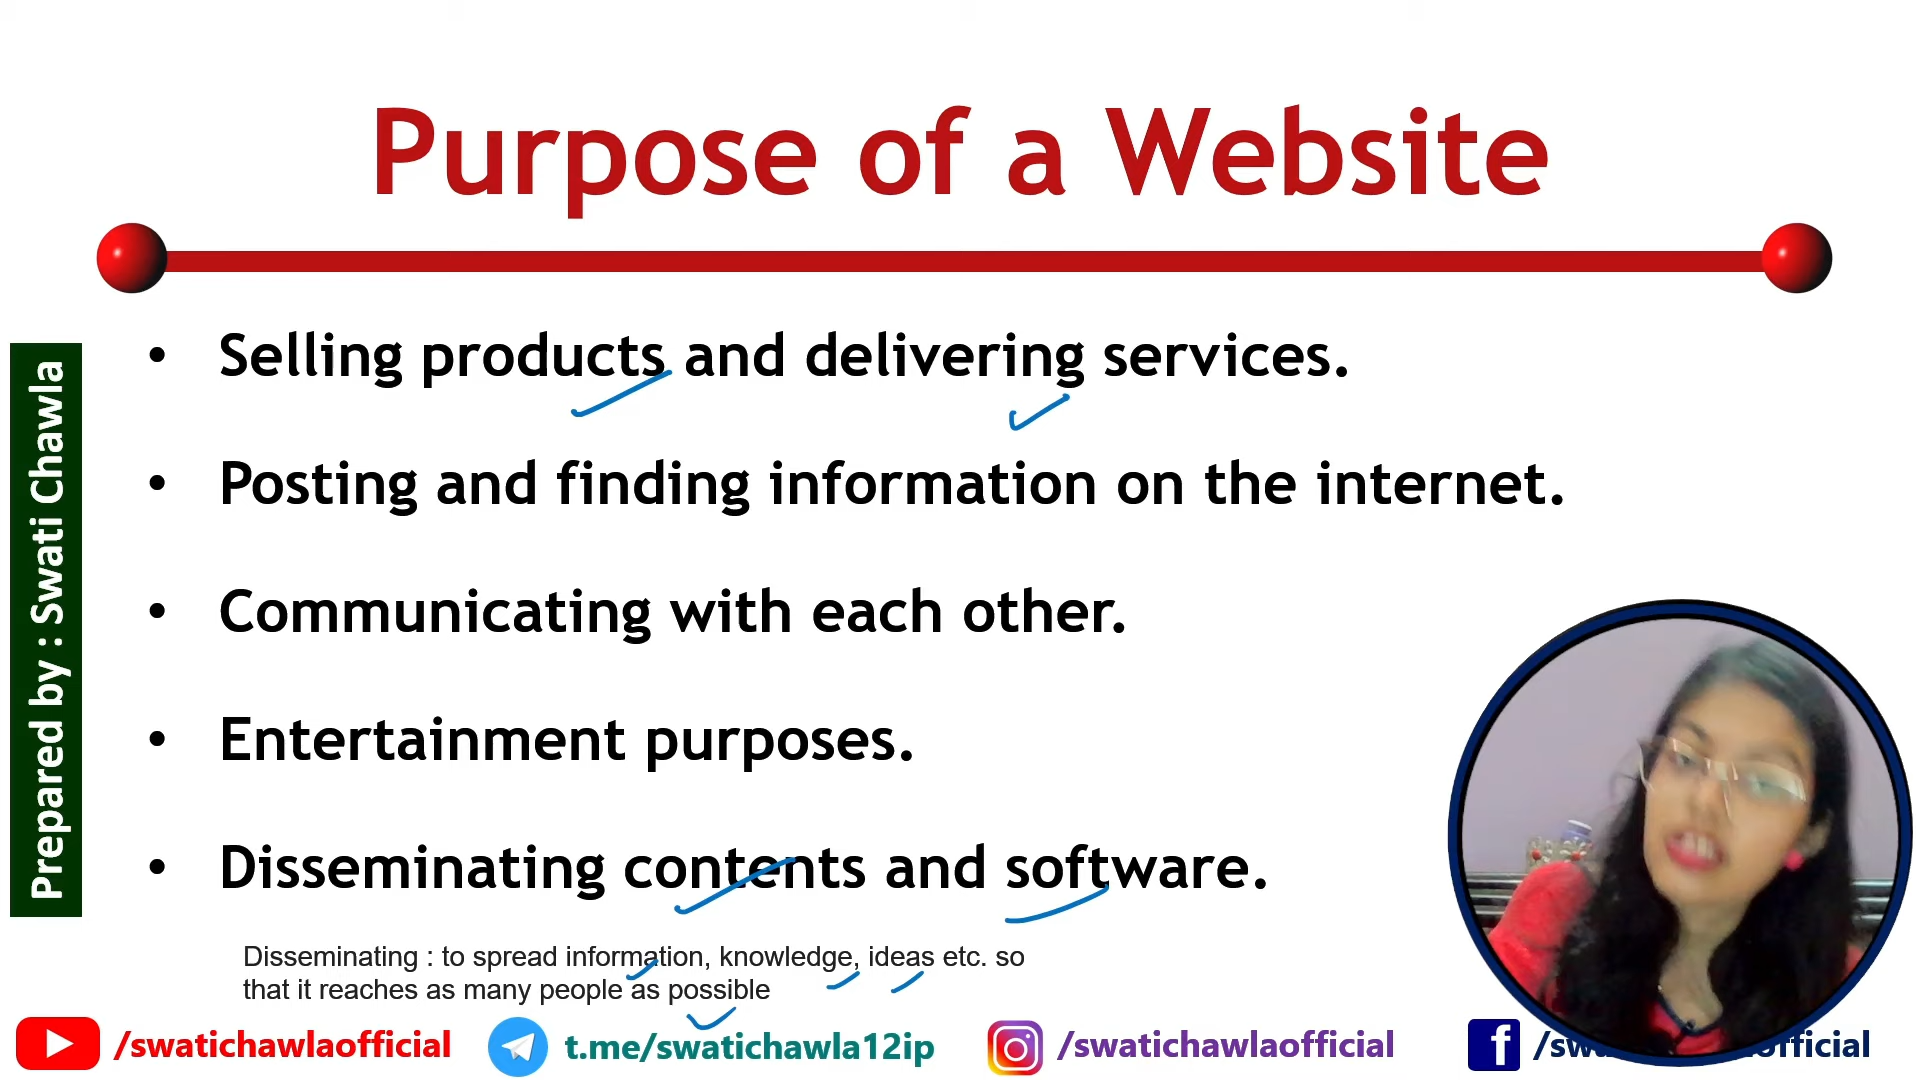 Purpose of a Website
Prepared by : Swati Chawla
• Selling products and delivering services.
• Posting and finding information on the internet.
• Communicating with each other.
• Entertainment purposes.
• Disseminating contents and software.
Disseminating : to spread information, knowledge, ideas etc. so
that it reaches as many people as possible
/swatichawlaofficial
t.me/swatichawla12ip
/swatichawlaofficial